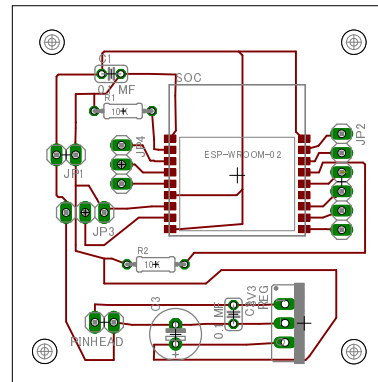 C1
0.1 MF
SOC
R1
10K
JP4
JP2
ESP-WROOM-02
JP1
JP3
R2
10K
C3
0.1 MF
C2
3V3
REG
PINHEAD
+